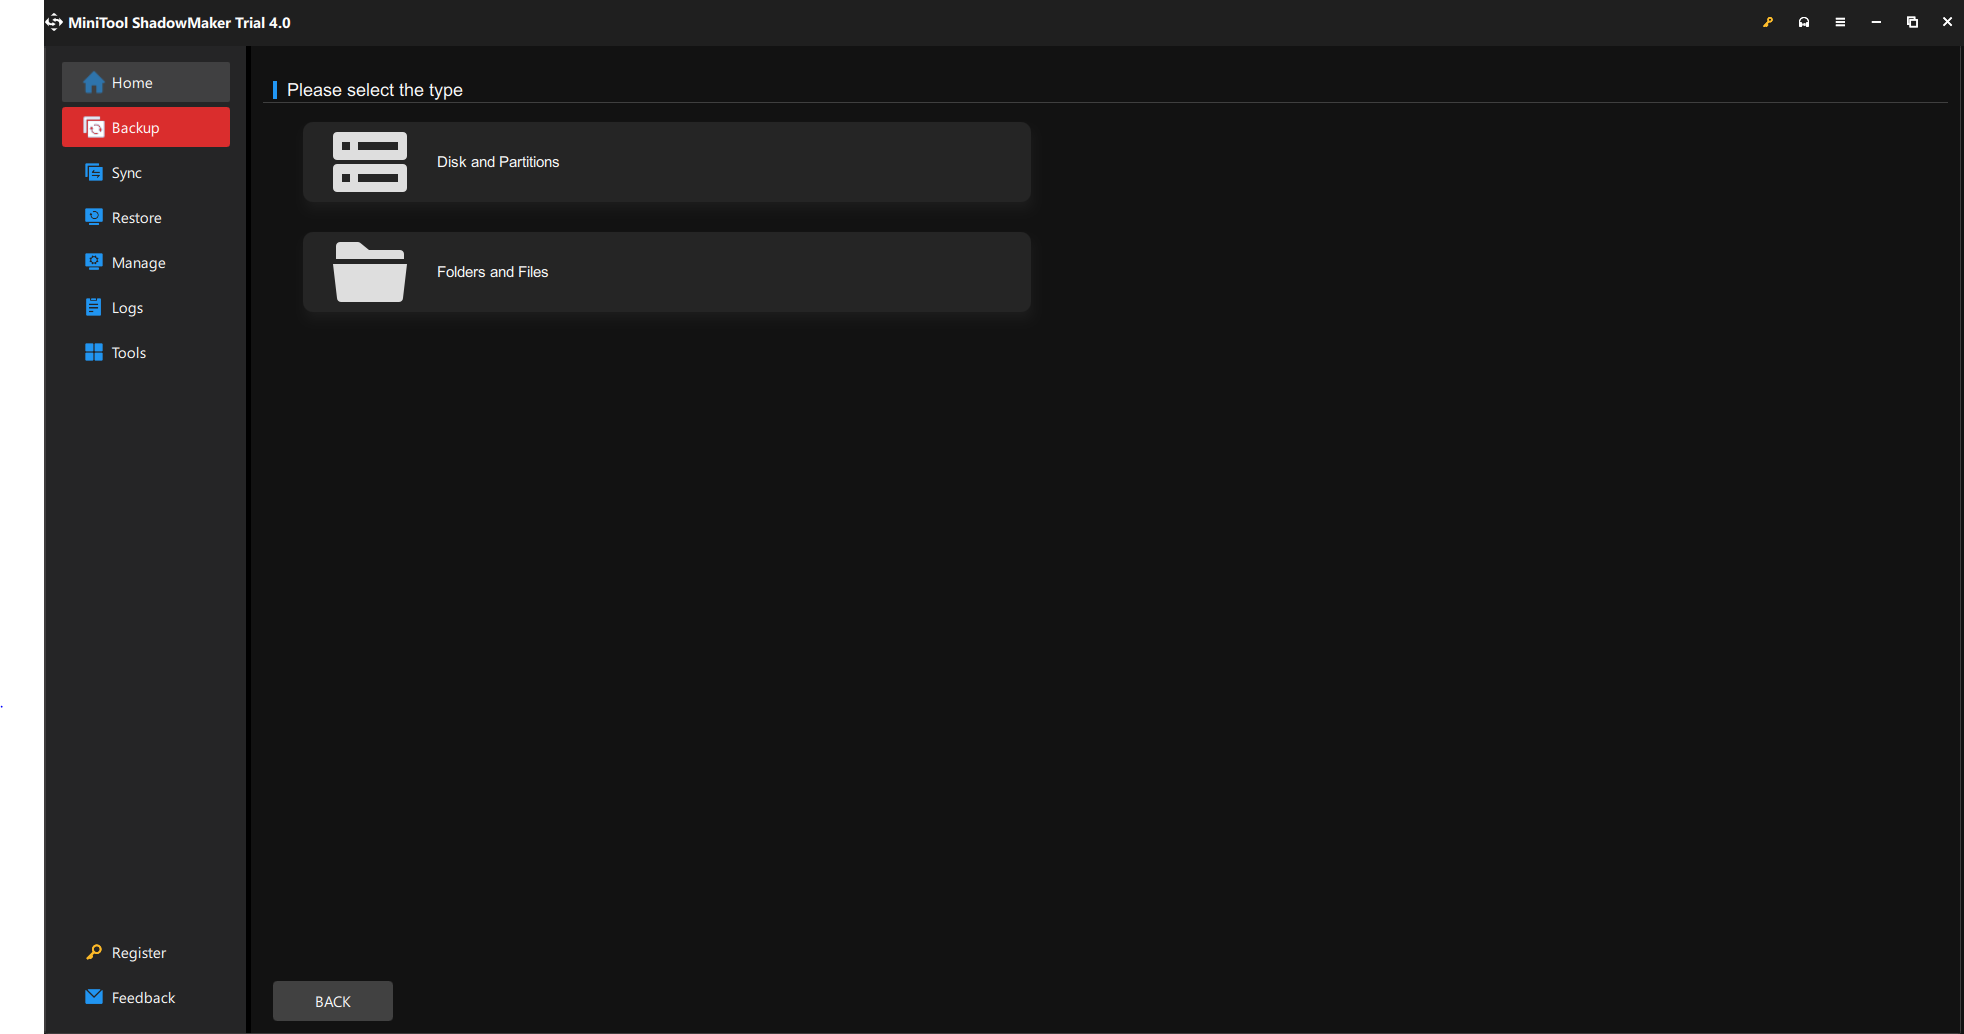 MiniTool ShadowMaker Trial 4.0
Home
Backup
Sync
Restore
Manage
Logs
Tools
Register
Feedback
Please select the type
Disk and Partitions
Folders and Files
BACK